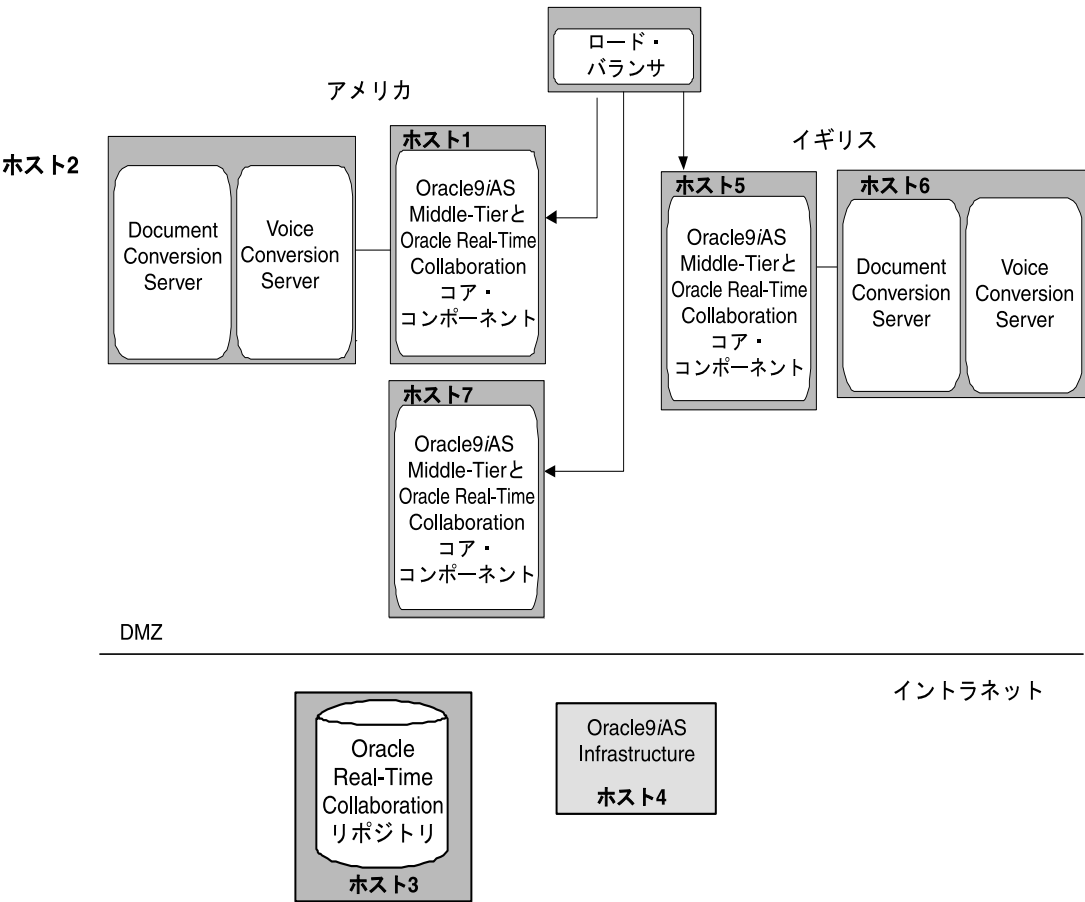 ロード・
バランサ
アメリカ
イギリス
ホスト2
Document
Conversion
Server
Voice
Conversion
Server
ホスト1
Oracle9iAS
Middle-Tierと
Oracle Real-Time
Collaboration
コア・
コンポーネント
ホスト5
Oracle9iAS
Middle-Tierと
Oracle Real-Time
Collaboration
コア・
コンポーネント
ホスト6
Document
Conversion
Server
Voice
Conversion
Server
ホスト7
Oracle9iAS
Middle-Tierと
Oracle Real-Time
Collaboration
コア・
コンポーネント
DMZ
イントラネット
Oracle
Real-Time
Collaboration
リポジトリ
ホスト3
Oracle9iAS
Infrastructure
ホスト4